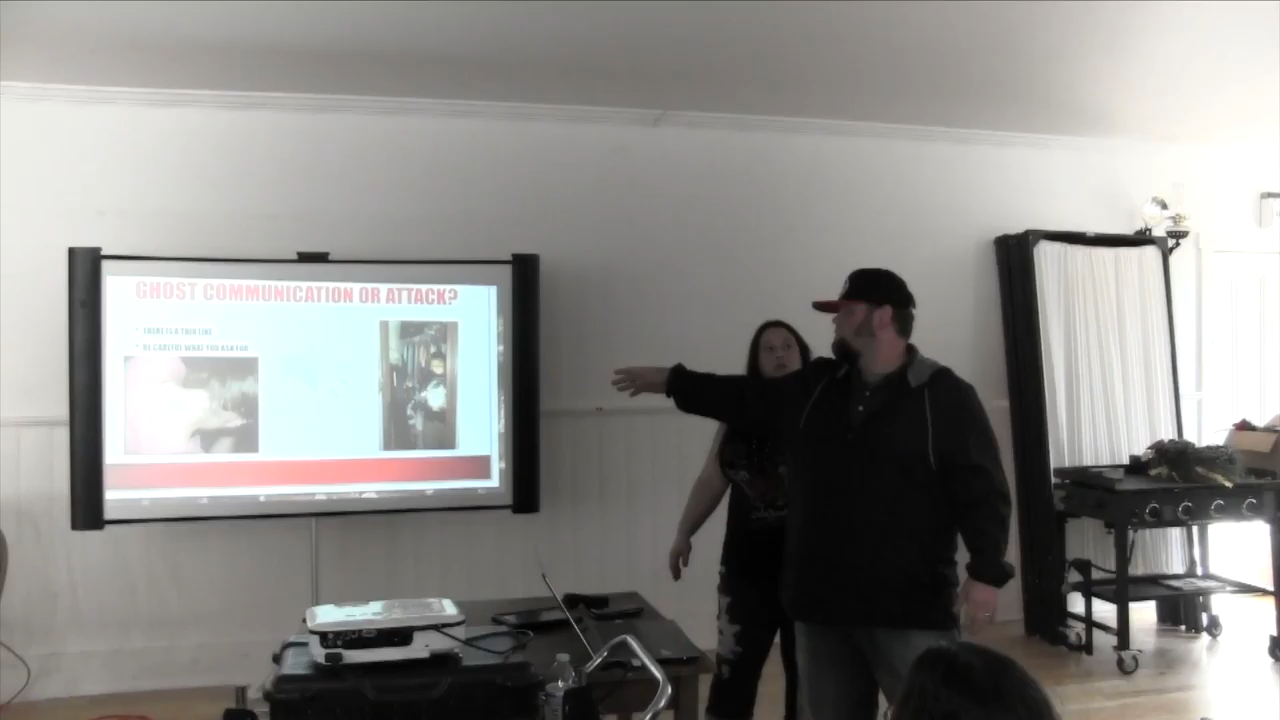 GHOST COMMUNICATION OR ATTACK?
• THERE IS A THIN LINE
• BE CAREFUL WHAT YOU ASK FOR